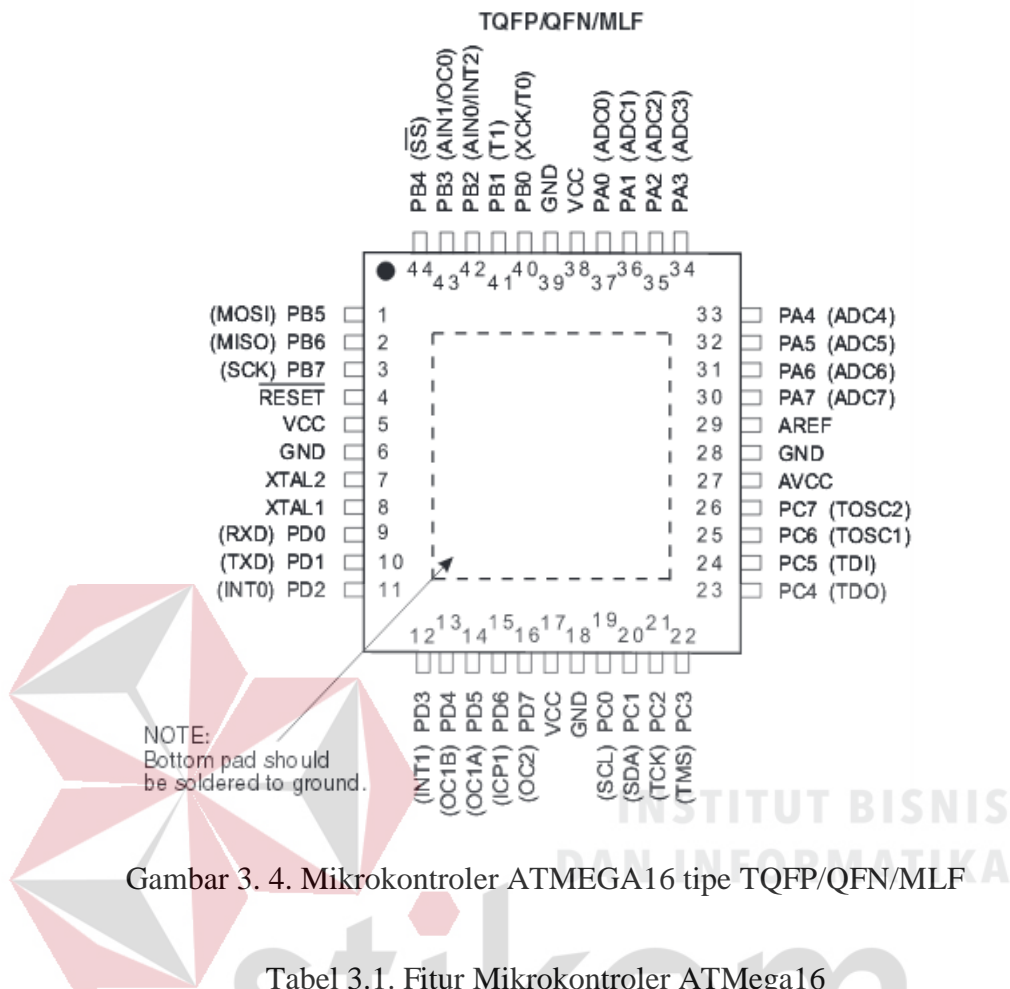 TQFP/QFN/MLF
PB4 (SS)
PB3 (AIN1/OC0)
PB2 (AIN0/INT2)
PB1 (T1)
PB0 (XCK/T0)
GND
VCC
PA0 (ADC0)
PA1 (ADC1)
PA2 (ADC2)
PA3 (ADC3)
44 43 42 41 40 39 38 37 36 35 34
(MOSI) PB5 1
(MISO) PB6 2
(SCK) PB7 3
RESET 4
VCC 5
GND 6
XTAL2 7
XTAL1 8
(RXD) PD0 9
(TXD) PD1 10
(INT0) PD2 11
33 PA4 (ADC4)
32 PA5 (ADC5)
31 PA6 (ADC6)
30 PA7 (ADC7)
29 AREF
28 GND
27 AVCC
26 PC7 (TOSC2)
25 PC6 (TOSC1)
24 PC5 (TDI)
23 PC4 (TDO)
12 13 14 15 16 17 18 19 20 21 22
(INT1) PD3
(OC1B) PD4
(OC1A) PD5
(ICP1) PD6
(OC2) PD7
VCC
GND
(SCL) PC0
(SDA) PC1
(TCK) PC2
(TMS) PC3
NOTE:
Bottom pad should
be soldered to ground.
INSTITUT BISNIS
DAN INFORMATIKA
Gambar 3. 4. Mikrokontroler ATMEGA16 tipe TQFP/QFN/MLF
stikom
Tabel 3.1. Fitur Mikrokontroler ATMega16